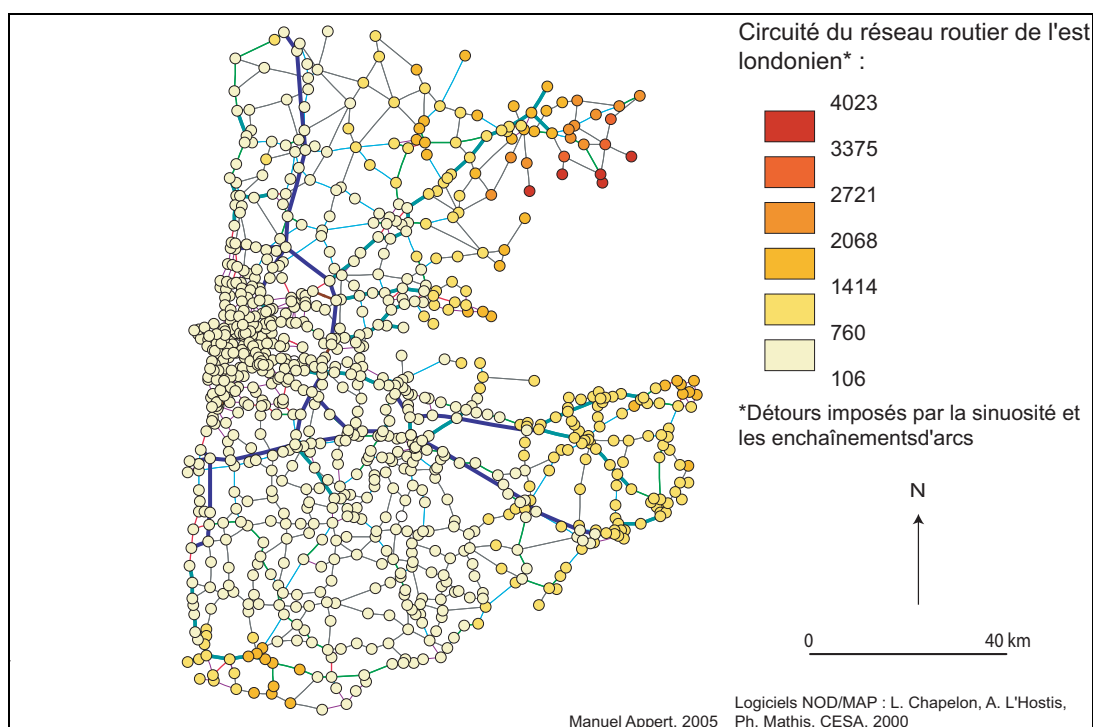 Circuité du réseau routier de l'est
londonien* :
4023
3375
2721
2068
1414
760
106
*Détours imposés par la sinuosité et
les enchaînementsd'arcs
N
0 40 km
Logiciels NOD/MAP : L. Chapelon, A. L'Hostis,
Manuel Appert, 2005 Ph. Mathis, CESA, 2000